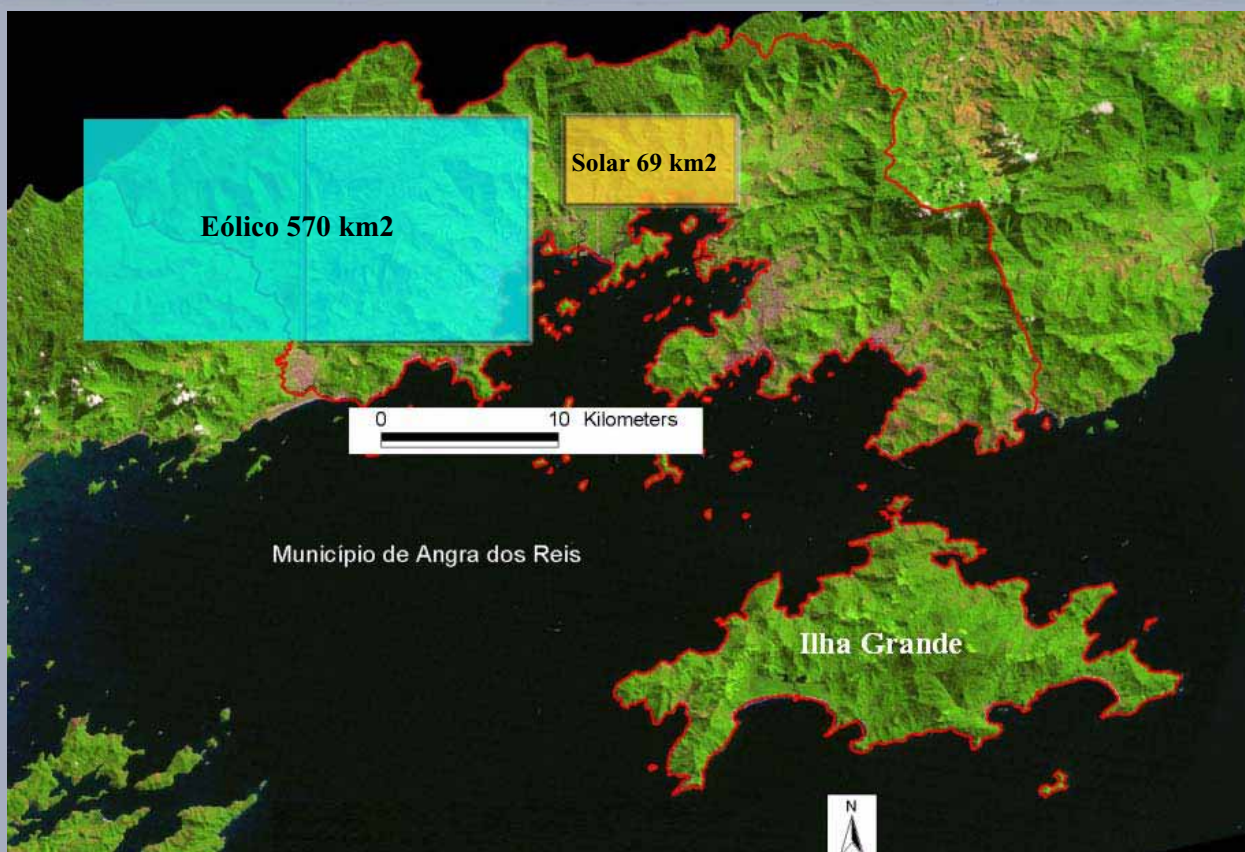 Solar 69 km2
Eólico 570 km2
0 10 Kilometers
Município de Angra dos Reis
Ilha Grande
N